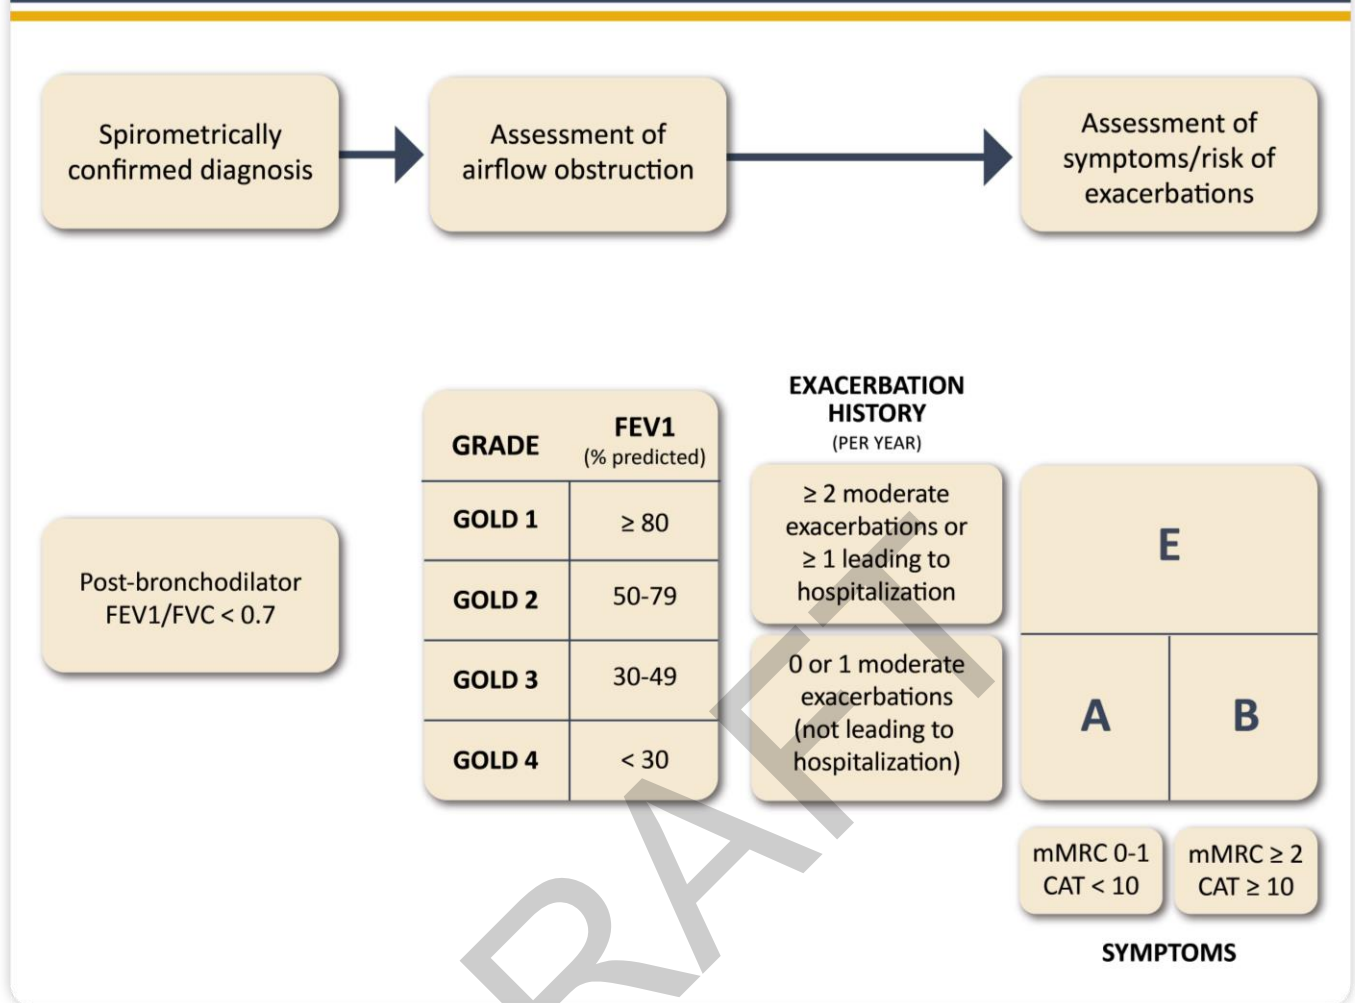 Spirometrically
confirmed diagnosis
Assessment of
airflow obstruction
Assessment of
symptoms/risk of
exacerbations
Post-bronchodilator
FEV1/FVC < 0.7
GRADE
FEV1
(% predicted)
GOLD 1
≥ 80
GOLD 2
50-79
GOLD 3
30-49
GOLD 4
< 30
EXACERBATION
HISTORY
(PER YEAR)
≥ 2 moderate
exacerbations or
≥ 1 leading to
hospitalization
0 or 1 moderate
exacerbations
(not leading to
hospitalization)
E
A
B
mMRC 0-1
CAT < 10
mMRC ≥ 2
CAT ≥ 10
SYMPTOMS
RAFT